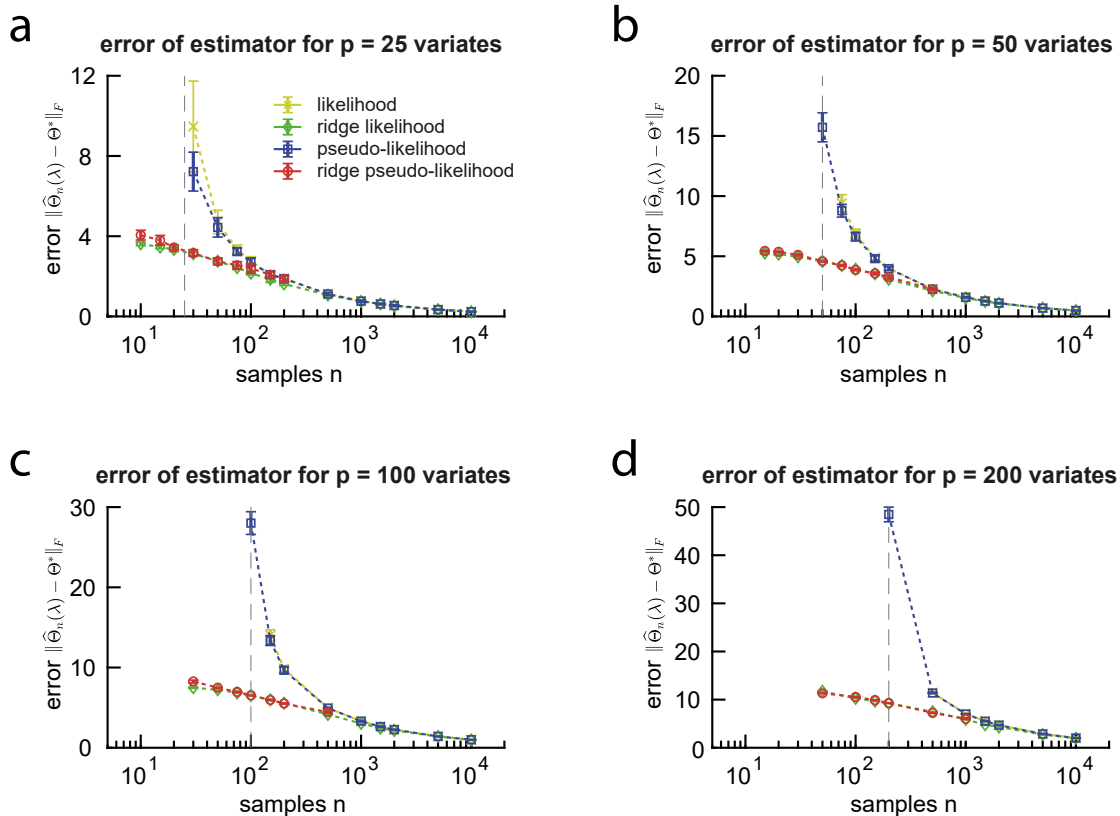 a
error of estimator for p = 25 variates
12
8
4
0
error ‖Θ̂ₙ(λ) − Θ*‖_F
likelihood
ridge likelihood
pseudo-likelihood
ridge pseudo-likelihood
10¹ 10² 10³ 10⁴
samples n
b
error of estimator for p = 50 variates
20
15
10
5
0
error ‖Θ̂ₙ(λ) − Θ*‖_F
10¹ 10² 10³ 10⁴
samples n
c
error of estimator for p = 100 variates
30
20
10
0
error ‖Θ̂ₙ(λ) − Θ*‖_F
10¹ 10² 10³ 10⁴
samples n
d
error of estimator for p = 200 variates
50
40
30
20
10
0
error ‖Θ̂ₙ(λ) − Θ*‖_F
10¹ 10² 10³ 10⁴
samples n